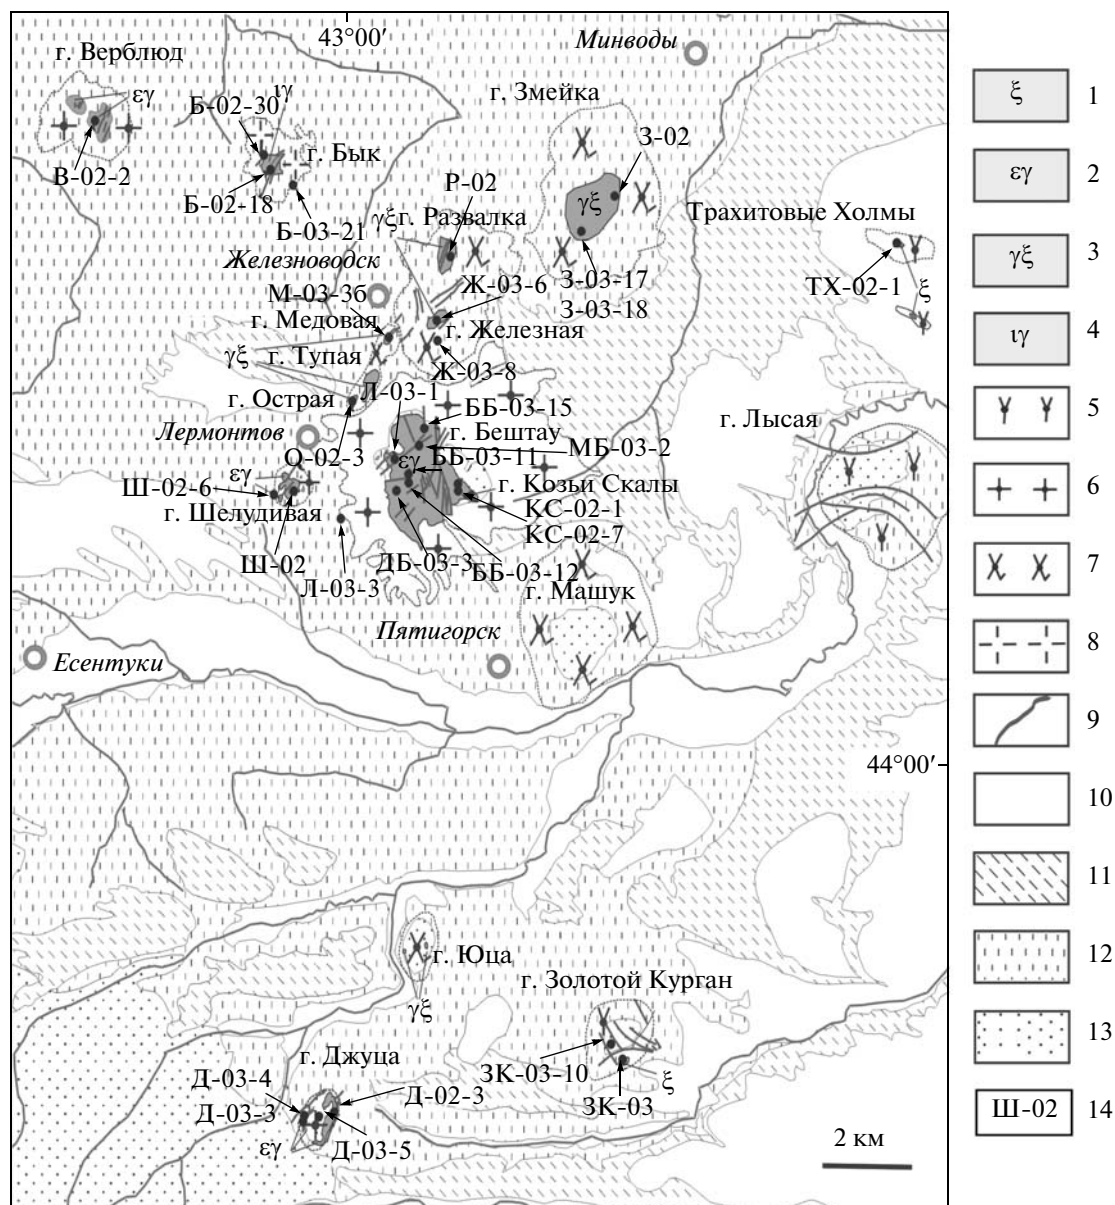 43°00′
Минводы
г. Верблюд
εγ
Б-02-30
ιγ
г. Змейка
З-02
г. Бык
В-02-2
Р-02
γξ
Б-02-18
Трахитовые Холмы
γξ
г. Развалка
Б-03-21
Железноводск
З-03-17
Ж-03-6
ТХ-02-1
ξ
М-03-3б
З-03-18
г. Медовая
г. Железная
γξ
г. Тупая
Ж-03-8
Л-03-1
г. Острая
ББ-03-15
г. Лысая
Лермонтов
г. Бештау
МБ-03-2
О-02-3
εγ
ББ-03-11
εγ
Ш-02-6
г. Козьи Скалы
г. Шелудивая
КС-02-1
КС-02-7
Ш-02
ДБ-03-3
ББ-03-12
Л-03-3
г. Машук
Пятигорск
Есентуки
44°00′
г. Юца
г. Золотой Курган
γξ
г. Джуца
ЗК-03-10
ξ
Д-03-4
Д-02-3
ЗК-03
Д-03-3
εγ
Д-03-5
2 км
ξ 1
εγ 2
γξ 3
ιγ 4
5
6
7
8
9
10
11
12
13
Ш-02 14